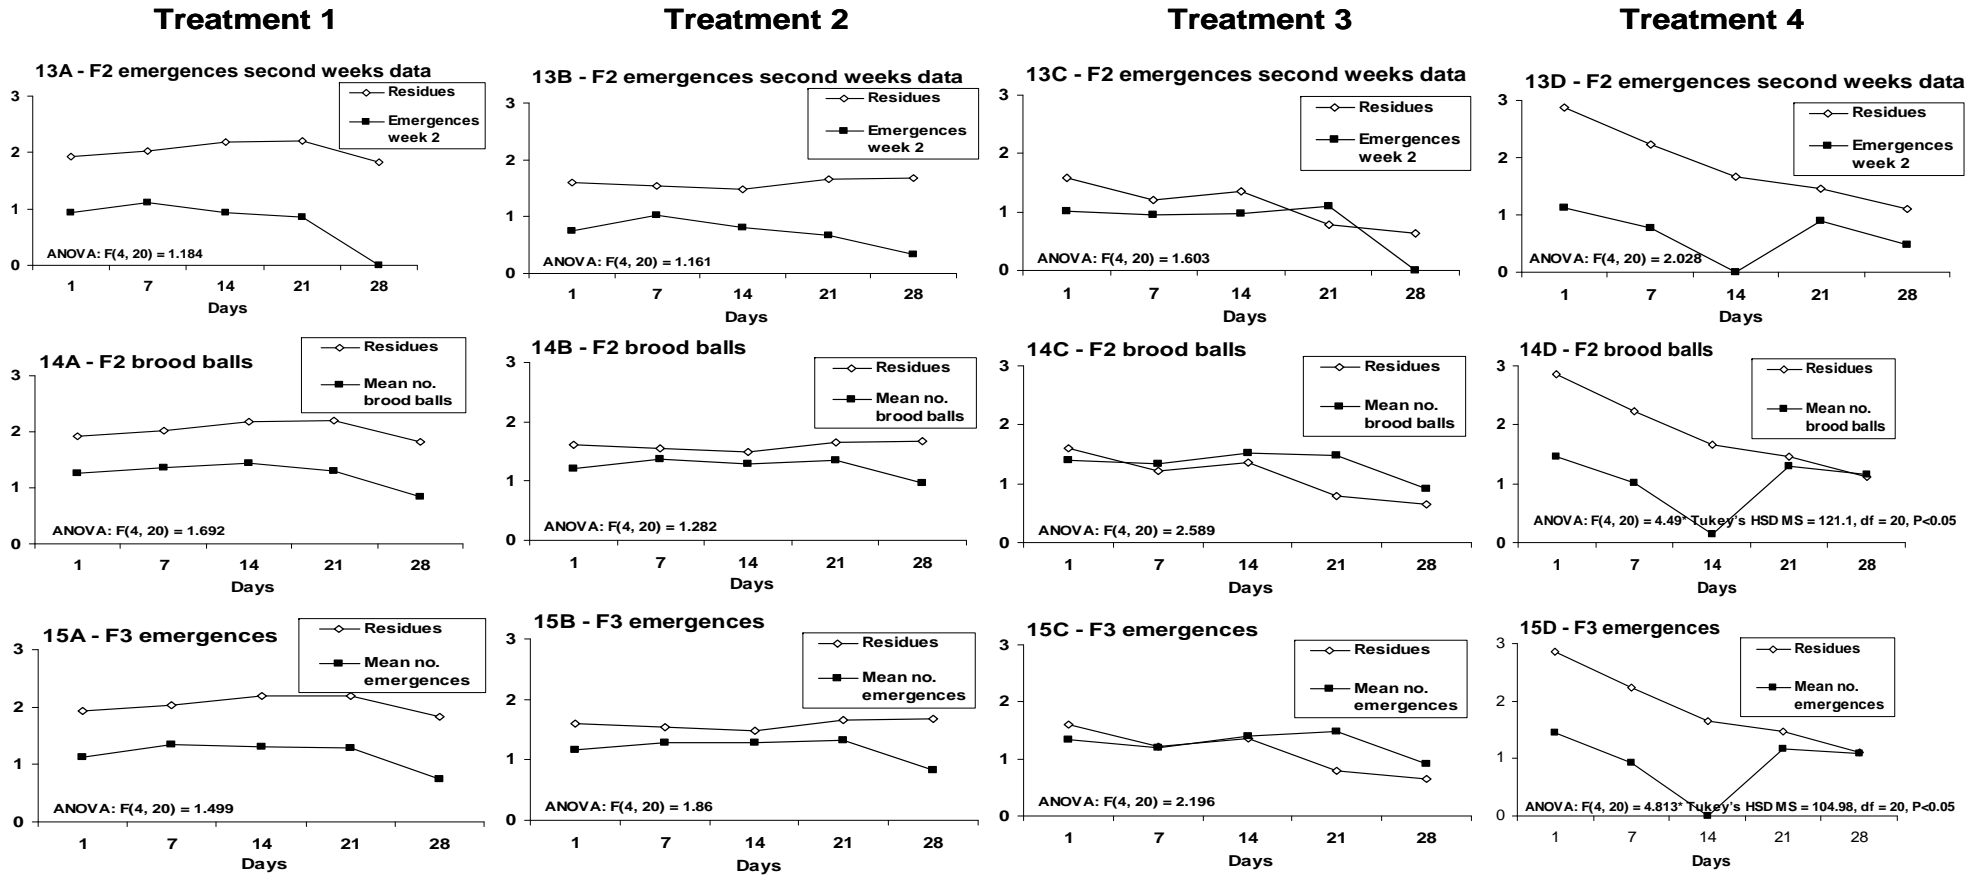 Treatment 1
Treatment 2
Treatment 3
Treatment 4
13A - F2 emergences second weeks data
3
2
1
0
Residues
Emergences
week 2
ANOVA: F(4, 20) = 1.184
1 7 14 21 28
Days
13B - F2 emergences second weeks data
3
2
1
0
Residues
Emergences
week 2
ANOVA: F(4, 20) = 1.161
1 7 14 21 28
Days
13C - F2 emergences second weeks data
3
2
1
0
Residues
Emergences
week 2
ANOVA: F(4, 20) = 1.603
1 7 14 21 28
Days
13D - F2 emergences second weeks data
3
2
1
0
Residues
Emergences
week 2
ANOVA: F(4, 20) = 2.028
1 7 14 21 28
Days
14A - F2 brood balls
3
2
1
0
Residues
Mean no.
brood balls
ANOVA: F(4, 20) = 1.692
1 7 14 21 28
Days
14B - F2 brood balls
3
2
1
0
Residues
Mean no.
brood balls
ANOVA: F(4, 20) = 1.282
1 7 14 21 28
Days
14C - F2 brood balls
3
2
1
0
Residues
Mean no.
brood balls
ANOVA: F(4, 20) = 2.589
1 7 14 21 28
Days
14D - F2 brood balls
3
2
1
0
Residues
Mean no.
brood balls
ANOVA: F(4, 20) = 4.49* Tukey's HSD MS = 121.1, df = 20, P<0.05
1 7 14 21 28
Days
15A - F3 emergences
3
2
1
0
Residues
Mean no.
emergences
ANOVA: F(4, 20) = 1.499
1 7 14 21 28
Days
15B - F3 emergences
3
2
1
0
Residues
Mean no.
emergences
ANOVA: F(4, 20) = 1.86
1 7 14 21 28
Days
15C - F3 emergences
3
2
1
0
Residues
Mean no.
emergences
ANOVA: F(4, 20) = 2.196
1 7 14 21 28
Days
15D - F3 emergences
3
2
1
0
Residues
Mean no.
emergences
ANOVA: F(4, 20) = 4.813* Tukey's HSD MS = 104.98, df = 20, P<0.05
1 7 14 21 28
Days